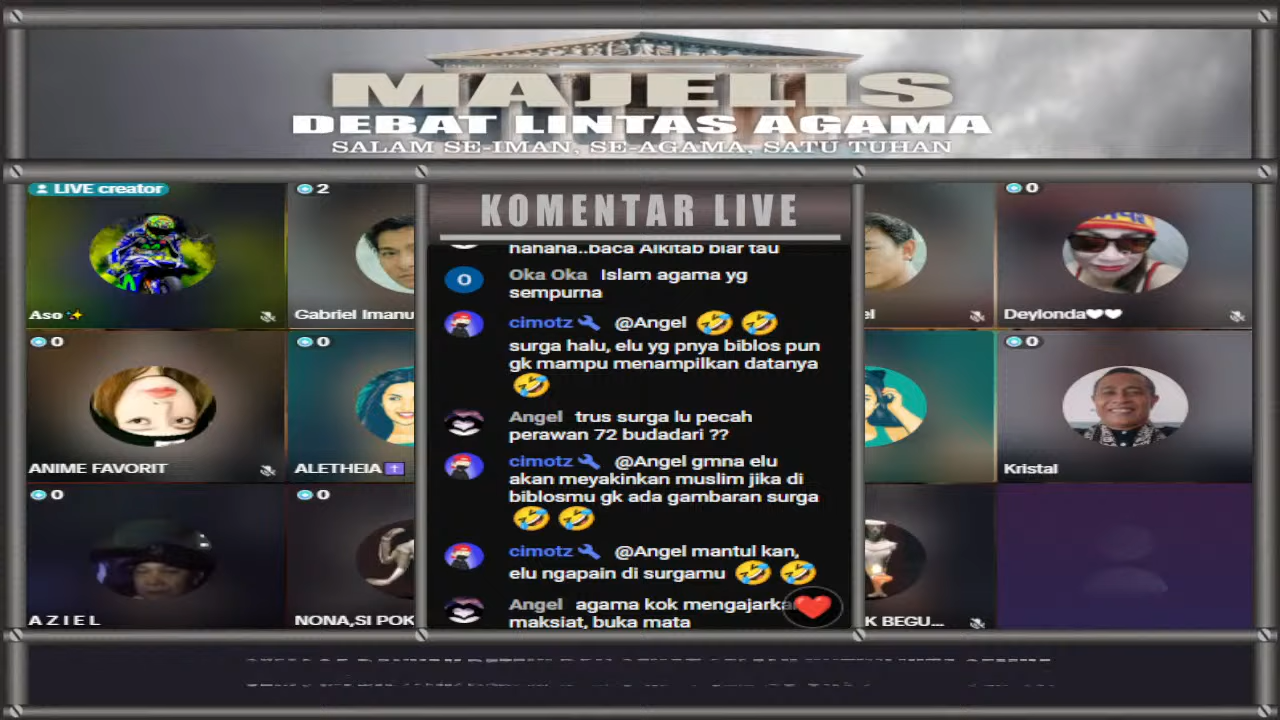 MAJELIS
DEBAT LINTAS AGAMA
SALAM SE-IMAN, SE-AGAMA, SATU TUHAN
LIVE creator
Aso
2
Gabriel Imanu
KOMENTAR LIVE
hahaha..baca Alkitab biar tau
O
Oka Oka Islam agama yg
sempurna
cimotz @Angel 🤣 🤣
surga halu, elu yg pnya biblos pun
gk mampu menampilkan datanya
🤣
Angel trus surga lu pecah
perawan 72 budadari ??
cimotz @Angel gmna elu
akan meyakinkan muslim jika di
biblosmu gk ada gambaran surga
🤣 🤣
cimotz @Angel mantul kan,
elu ngapain di surgamu 🤣 🤣
Angel agama kok mengajarka
maksiat, buka mata
el
0
Deylonda❤❤
0
ANIME FAVORIT
0
ALETHEIA
0
Kristal
0
A Z I E L
0
NONA,SI POK
K BEGU...